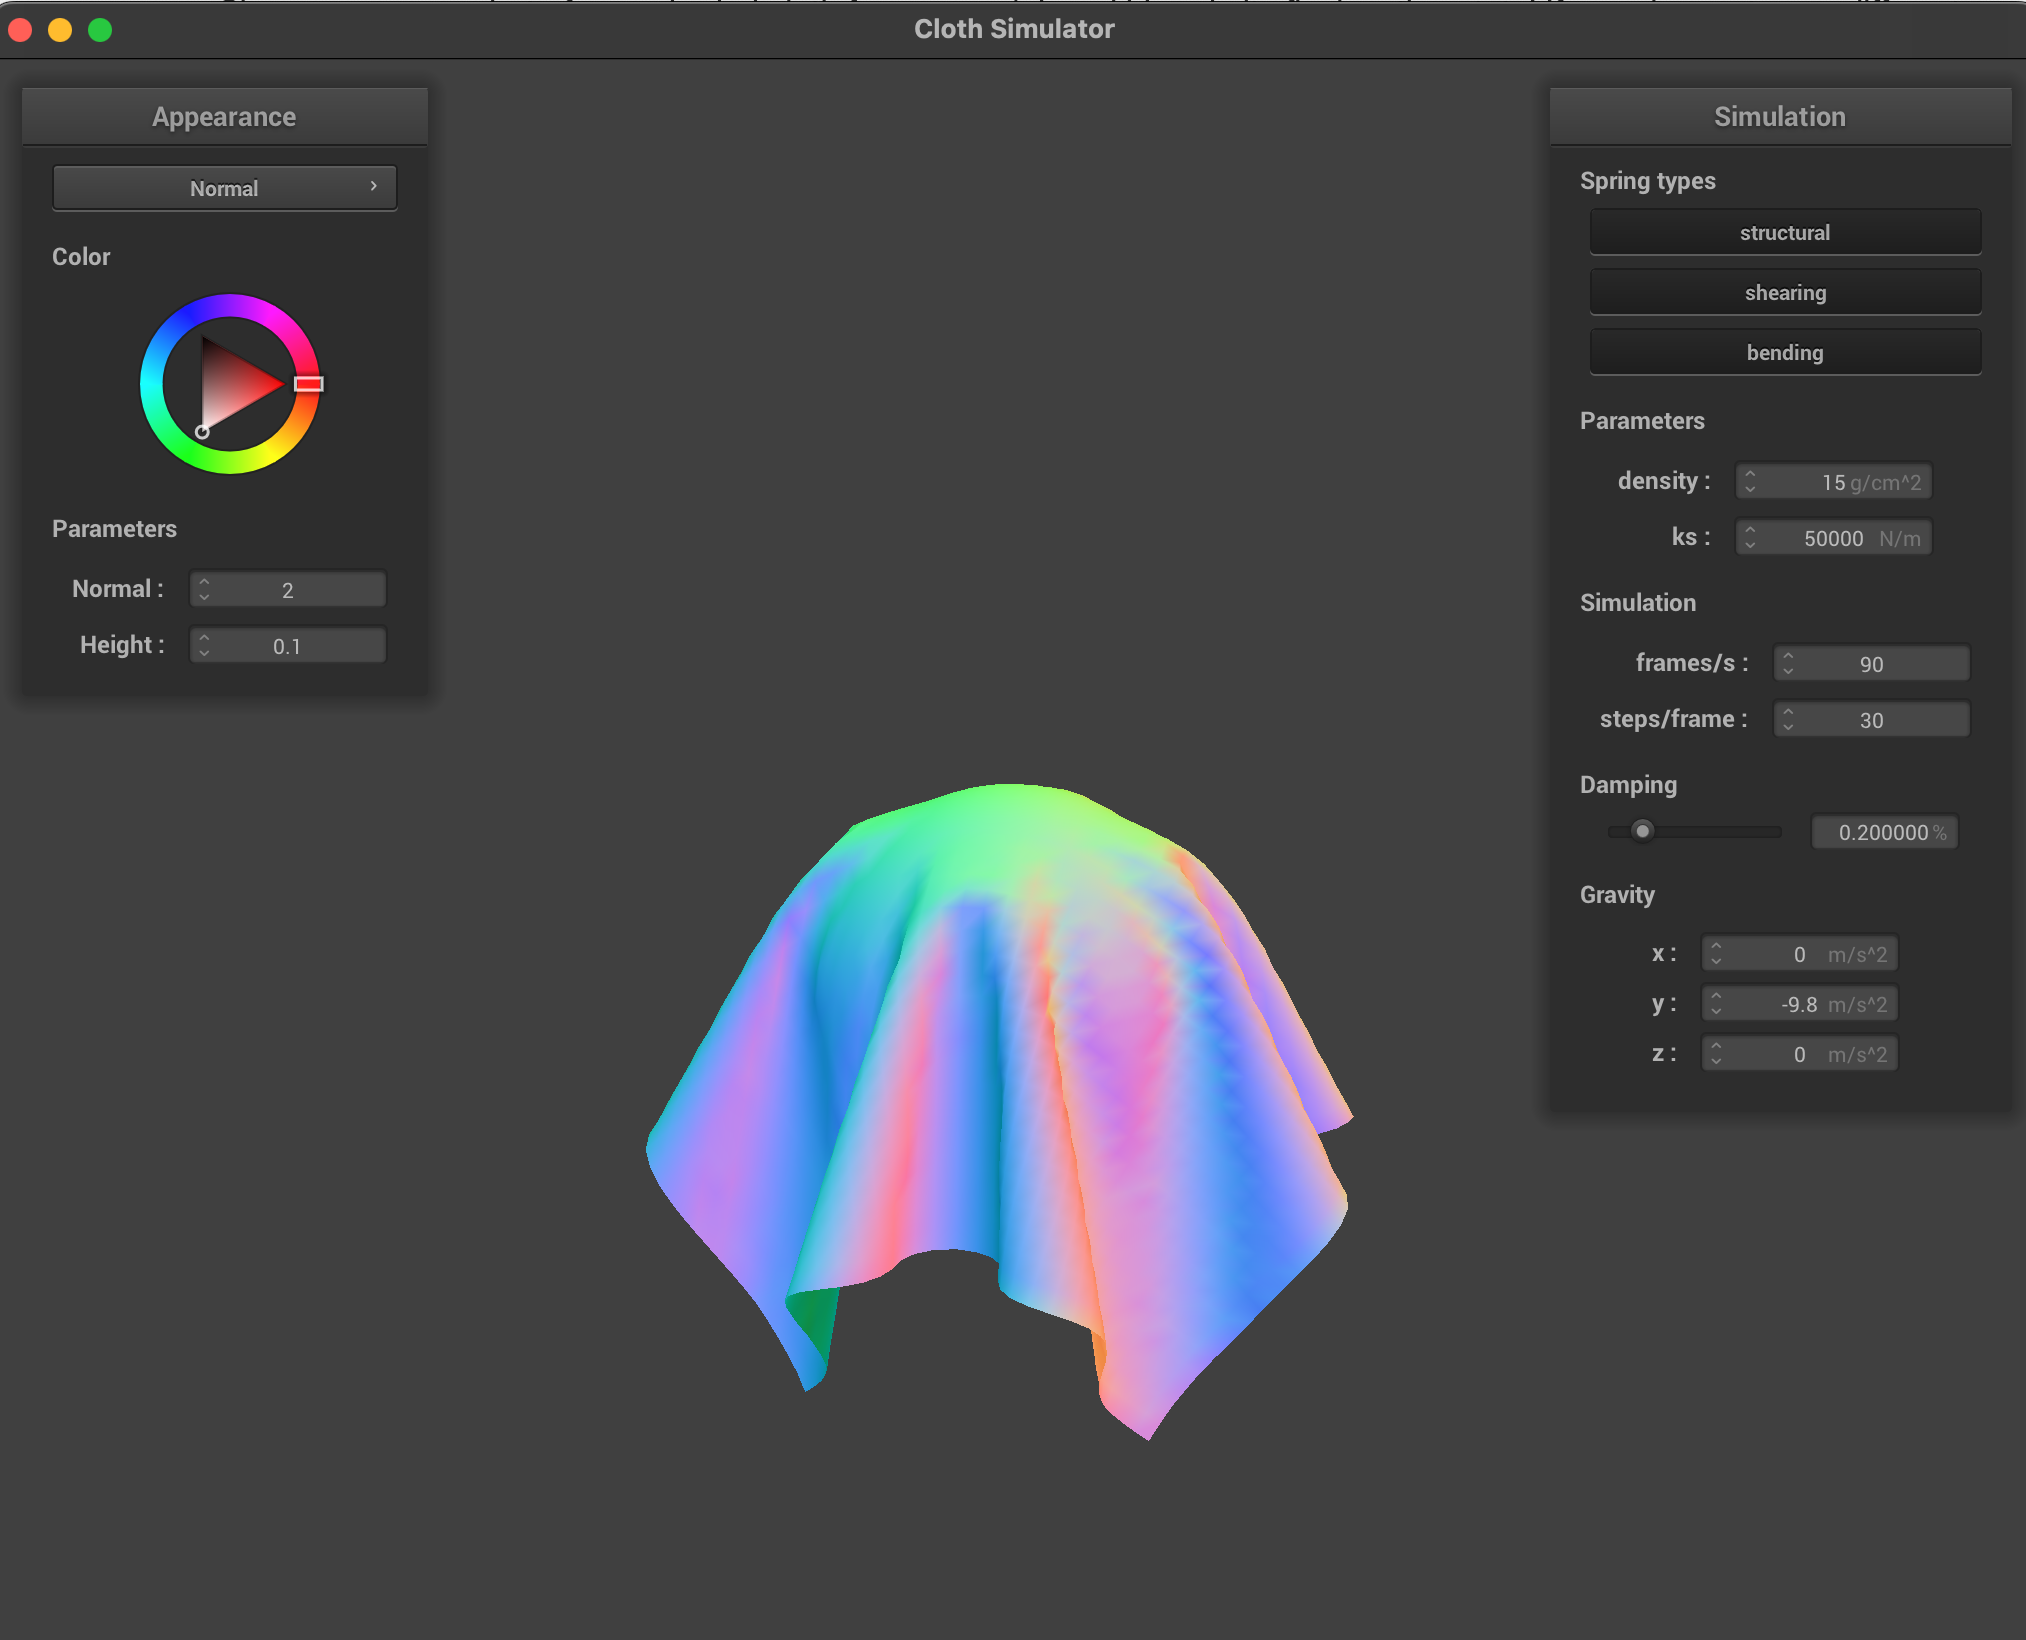 Cloth Simulator
Appearance
Normal
Color
Parameters
Normal : 2
Height : 0.1
Simulation
Spring types
structural
shearing
bending
Parameters
density : 15 g/cm^2
ks : 50000 N/m
Simulation
frames/s : 90
steps/frame : 30
Damping
0.200000 %
Gravity
x : 0 m/s^2
y : -9.8 m/s^2
z : 0 m/s^2